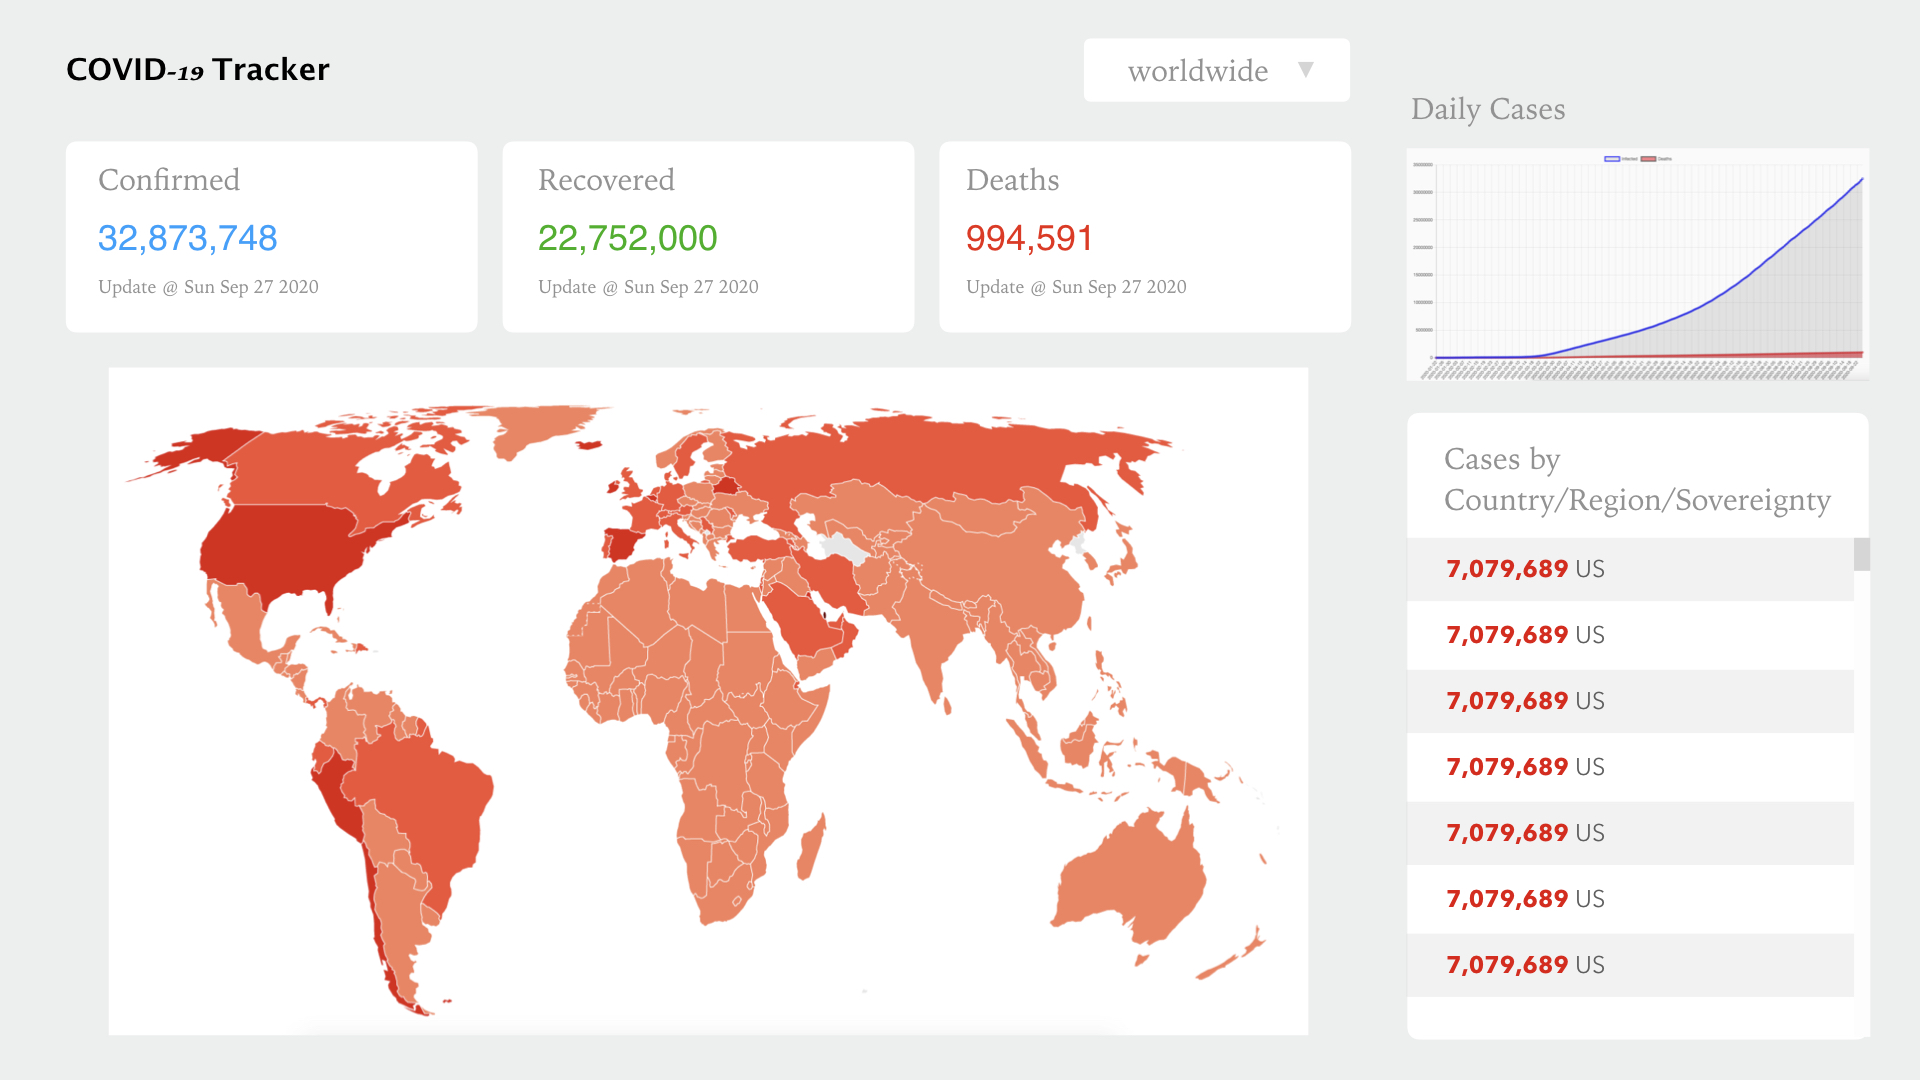 COVID-19 Tracker
worldwide ▼
Confirmed
32,873,748
Update @ Sun Sep 27 2020
Recovered
22,752,000
Update @ Sun Sep 27 2020
Deaths
994,591
Update @ Sun Sep 27 2020
Daily Cases
Infected Deaths
Cases by
Country/Region/Sovereignty
7,079,689 US
7,079,689 US
7,079,689 US
7,079,689 US
7,079,689 US
7,079,689 US
7,079,689 US